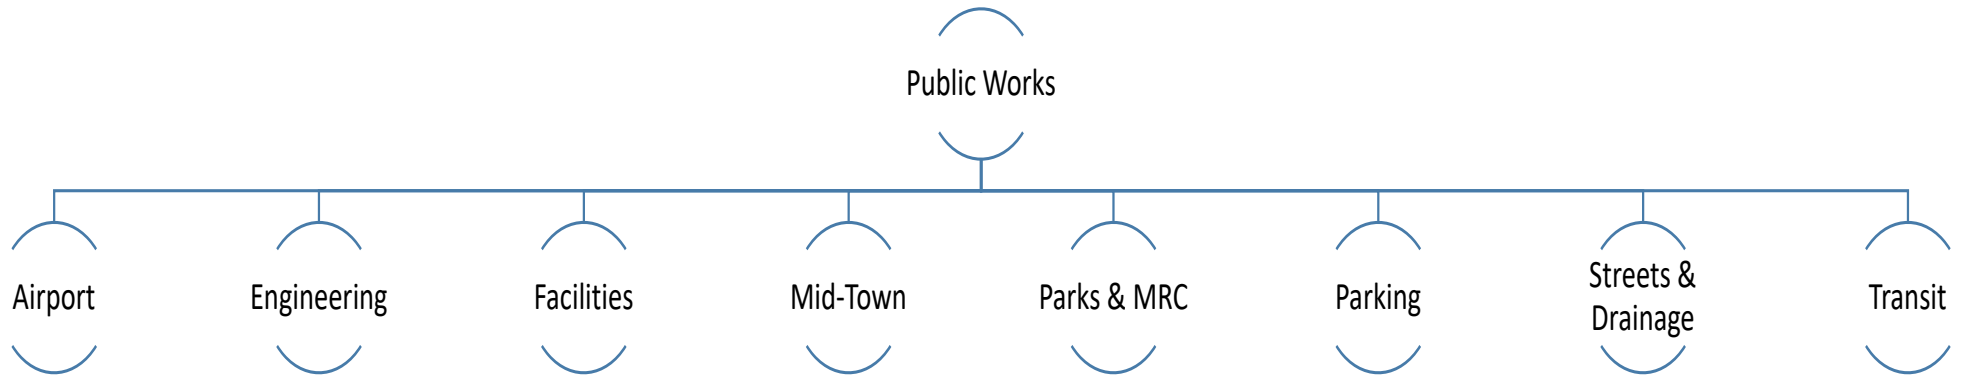 Public Works
Airport
Engineering
Facilities
Mid-Town
Parks & MRC
Parking
Streets &
Drainage
Transit